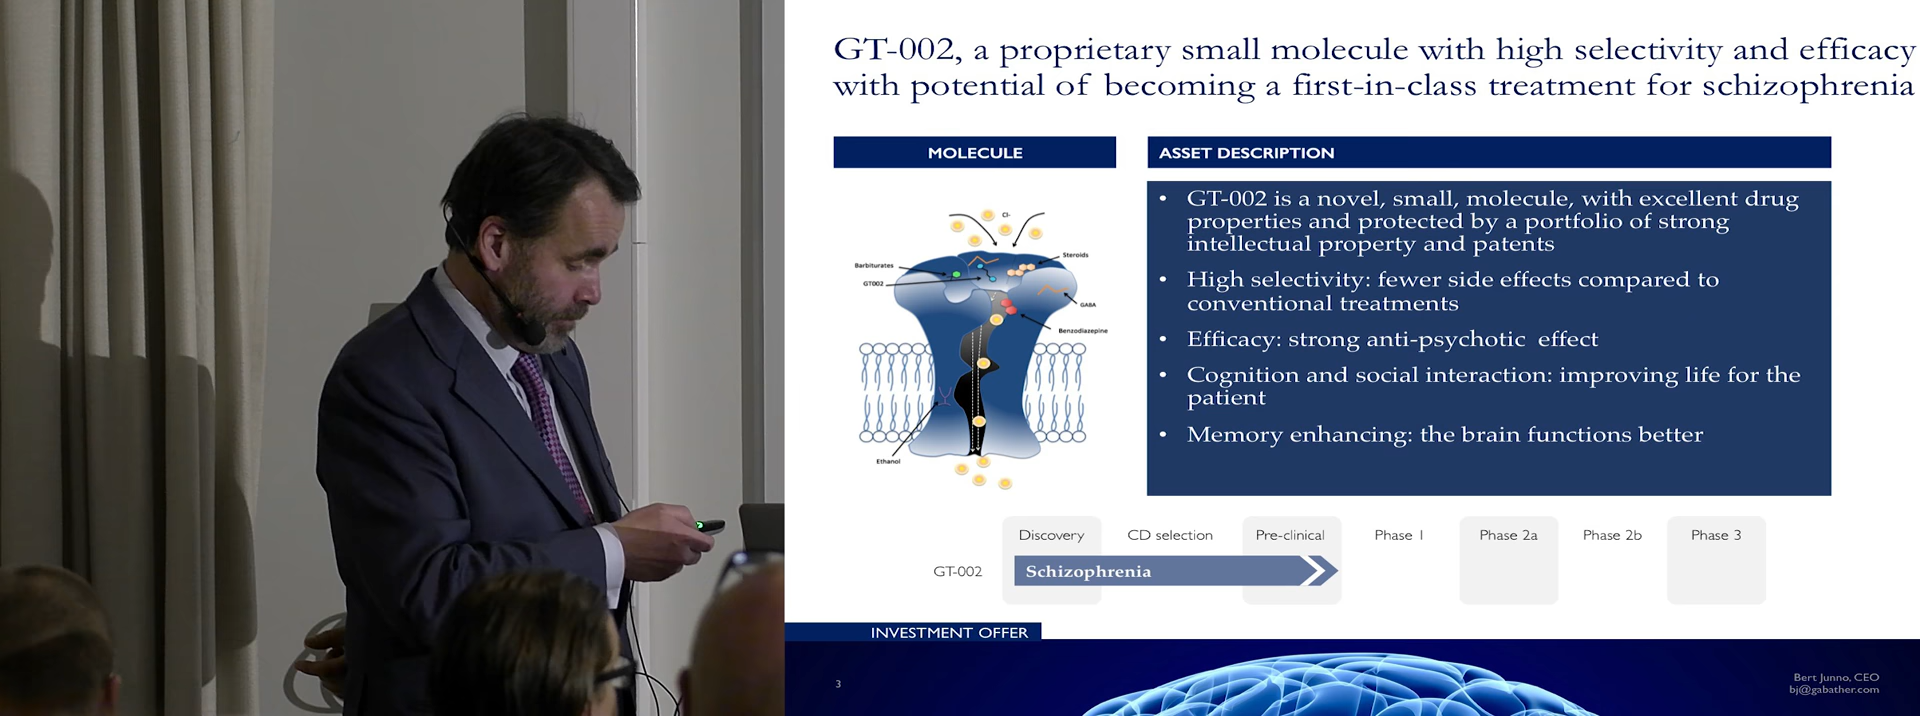 GT-002, a proprietary small molecule with high selectivity and efficacy
with potential of becoming a first-in-class treatment for schizophrenia
MOLECULE
ASSET DESCRIPTION
Cl-
Barbiturates
Steroids
GT002
GABA
Benzodiazepine
Ethanol
• GT-002 is a novel, small, molecule, with excellent drug
properties and protected by a portfolio of strong
intellectual property and patents
• High selectivity: fewer side effects compared to
conventional treatments
• Efficacy: strong anti-psychotic effect
• Cognition and social interaction: improving life for the
patient
• Memory enhancing: the brain functions better
Discovery CD selection Pre-clinical Phase 1 Phase 2a Phase 2b Phase 3
GT-002 Schizophrenia
INVESTMENT OFFER
3
Bert Junno, CEO
bj@gabather.com